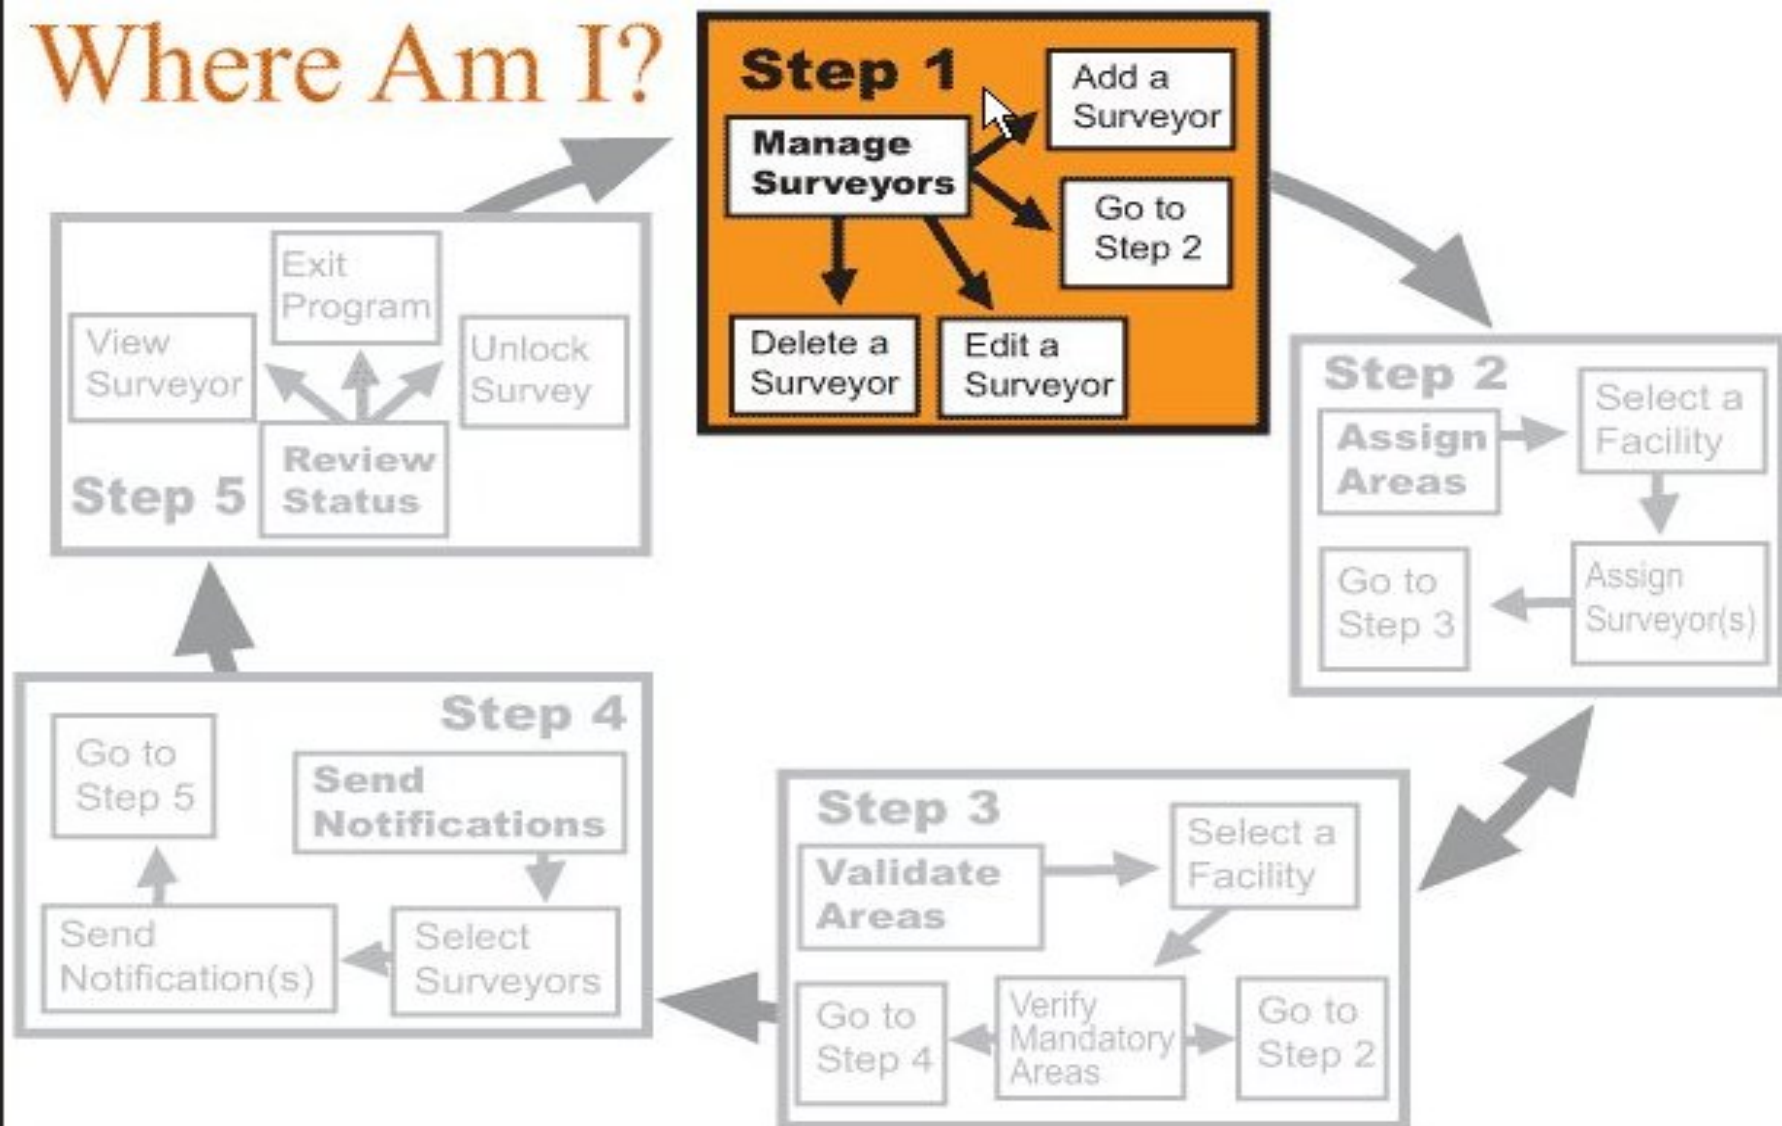 Where Am I?
Step 1
Manage
Surveyors
Add a
Surveyor
Go to
Step 2
Delete a
Surveyor
Edit a
Surveyor
Step 2
Assign
Areas
Select a
Facility
Assign
Surveyor(s)
Go to
Step 3
Step 3
Validate
Areas
Select a
Facility
Verify
Mandatory
Areas
Go to
Step 4
Go to
Step 2
Step 4
Send
Notifications
Select
Surveyors
Send
Notification(s)
Go to
Step 5
Step 5
Review
Status
View
Surveyor
Exit
Program
Unlock
Survey